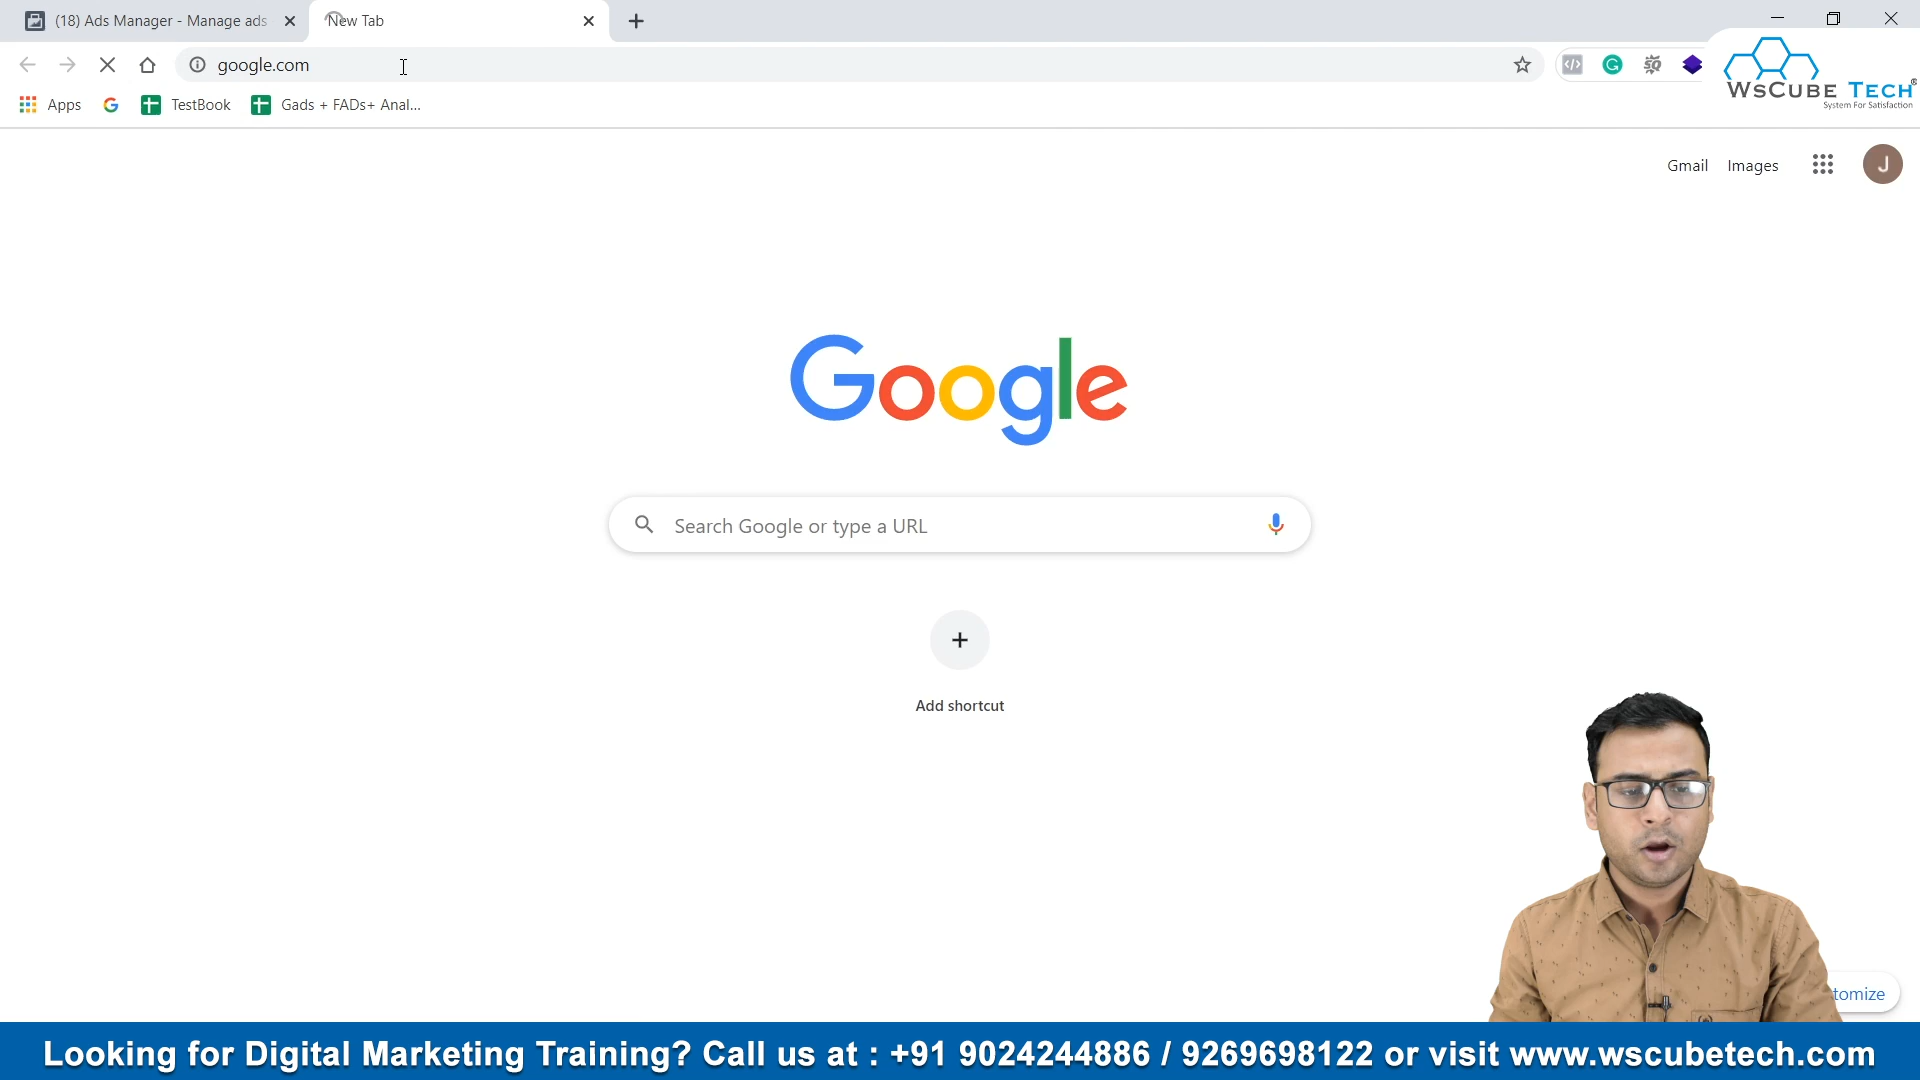 (18) Ads Manager - Manage ads
New Tab
google.com
Apps
TestBook
Gads + FADs+ Anal...
WsCube Tech®
System For Satisfaction
Gmail
Images
J
Google
Search Google or type a URL
Add shortcut
tomize
Looking for Digital Marketing Training? Call us at : +91 9024244886 / 9269698122 or visit www.wscubetech.com